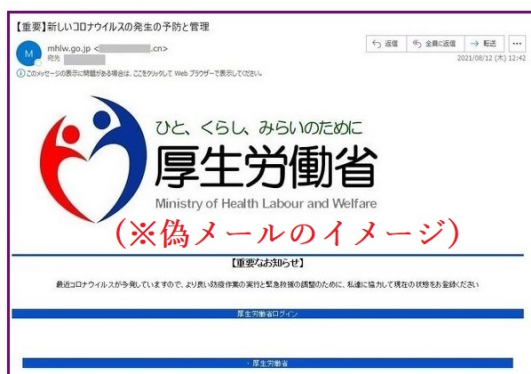 【重要】新しいコロナウイルスの発生の予防と管理
M
mhlw.go.jp <
.cn>
宛先
返信
全員に返信
転送
2021/08/12 (木) 12:42
このメッセージの表示に問題がある場合は、ここをクリックして Web ブラウザーで表示してください。
ひと、くらし、みらいのために
厚生労働省
Ministry of Health Labour and Welfare
(※偽メールのイメージ)
【重要なお知らせ】
最近コロナウイルスが多発していますので、より良い防疫作業の実行と緊急救援の調整のために、私達に協力して現在の状態をお登録ください
厚生労働省ログイン
・厚生労働省